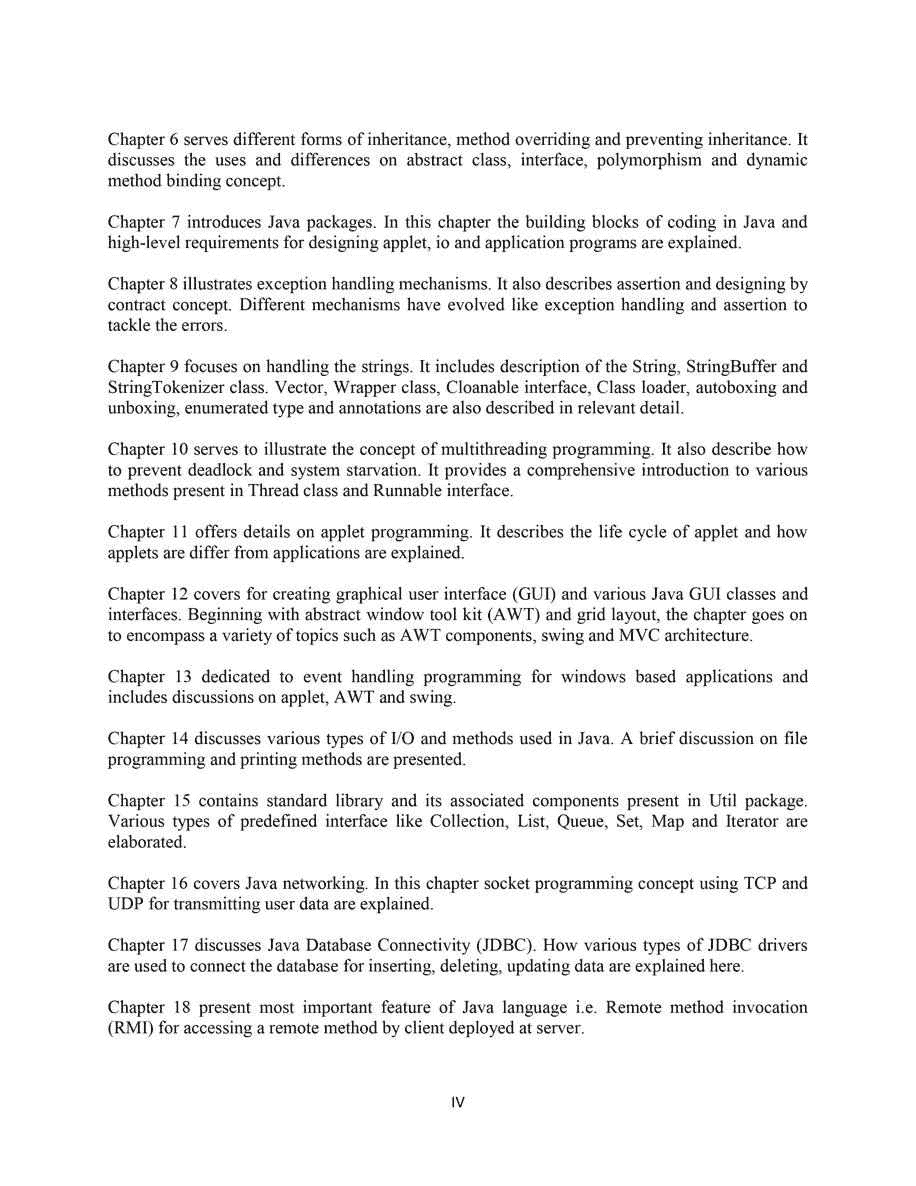 Chapter 6 serves different forms of inheritance, method overriding and preventing inheritance. It
discusses the uses and differences on abstract class, interface, polymorphism and dynamic
method binding concept.
Chapter 7 introduces Java packages. In this chapter the building blocks of coding in Java and
high-level requirements for designing applet, io and application programs are explained.
Chapter 8 illustrates exception handling mechanisms. It also describes assertion and designing by
contract concept. Different mechanisms have evolved like exception handling and assertion to
tackle the errors.
Chapter 9 focuses on handling the strings. It includes description of the String, StringBuffer and
StringTokenizer class. Vector, Wrapper class, Cloanable interface, Class loader, autoboxing and
unboxing, enumerated type and annotations are also described in relevant detail.
Chapter 10 serves to illustrate the concept of multithreading programming. It also describe how
to prevent deadlock and system starvation. It provides a comprehensive introduction to various
methods present in Thread class and Runnable interface.
Chapter 11 offers details on applet programming. It describes the life cycle of applet and how
applets are differ from applications are explained.
Chapter 12 covers for creating graphical user interface (GUI) and various Java GUI classes and
interfaces. Beginning with abstract window tool kit (AWT) and grid layout, the chapter goes on
to encompass a variety of topics such as AWT components, swing and MVC architecture.
Chapter 13 dedicated to event handling programming for windows based applications and
includes discussions on applet, AWT and swing.
Chapter 14 discusses various types of I/O and methods used in Java. A brief discussion on file
programming and printing methods are presented.
Chapter 15 contains standard library and its associated components present in Util package.
Various types of predefined interface like Collection, List, Queue, Set, Map and Iterator are
elaborated.
Chapter 16 covers Java networking. In this chapter socket programming concept using TCP and
UDP for transmitting user data are explained.
Chapter 17 discusses Java Database Connectivity (JDBC). How various types of JDBC drivers
are used to connect the database for inserting, deleting, updating data are explained here.
Chapter 18 present most important feature of Java language i.e. Remote method invocation
(RMI) for accessing a remote method by client deployed at server.
IV